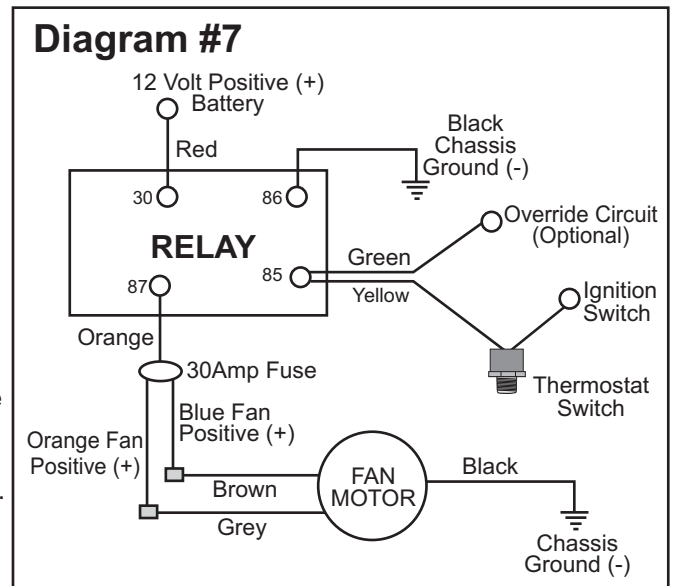 Diagram #7
12 Volt Positive (+)
Battery
Red
Black
Chassis
Ground (-)
30
86
RELAY
Override Circuit
(Optional)
Green
85
87
Yellow
Ignition
Switch
Orange
30Amp Fuse
Thermostat
Switch
Blue Fan
Positive (+)
Orange Fan
Positive (+)
FAN
MOTOR
Black
Brown
Grey
Chassis
Ground (-)